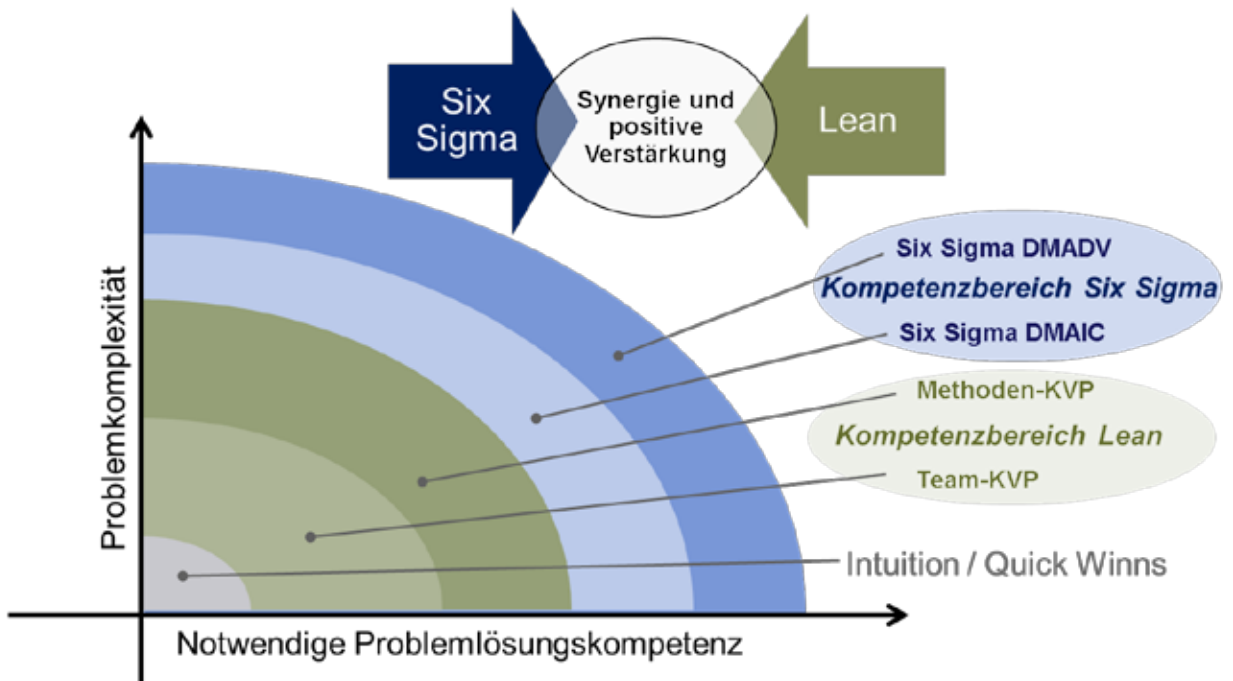 Six
Sigma
Synergie und
positive
Verstärkung
Lean
Problemkomplexität
Six Sigma DMADV
Kompetenzbereich Six Sigma
Six Sigma DMAIC
Methoden-KVP
Kompetenzbereich Lean
Team-KVP
Intuition / Quick Winns
Notwendige Problemlösungskompetenz